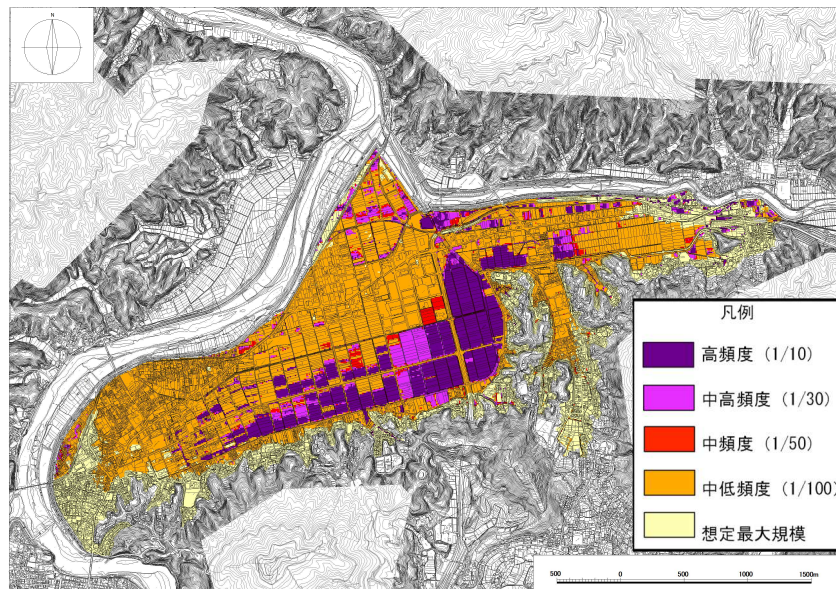 N
凡例
高頻度 (1/10)
中高頻度 (1/30)
中頻度 (1/50)
中低頻度 (1/100)
想定最大規模
500 0 500 1000 1500m